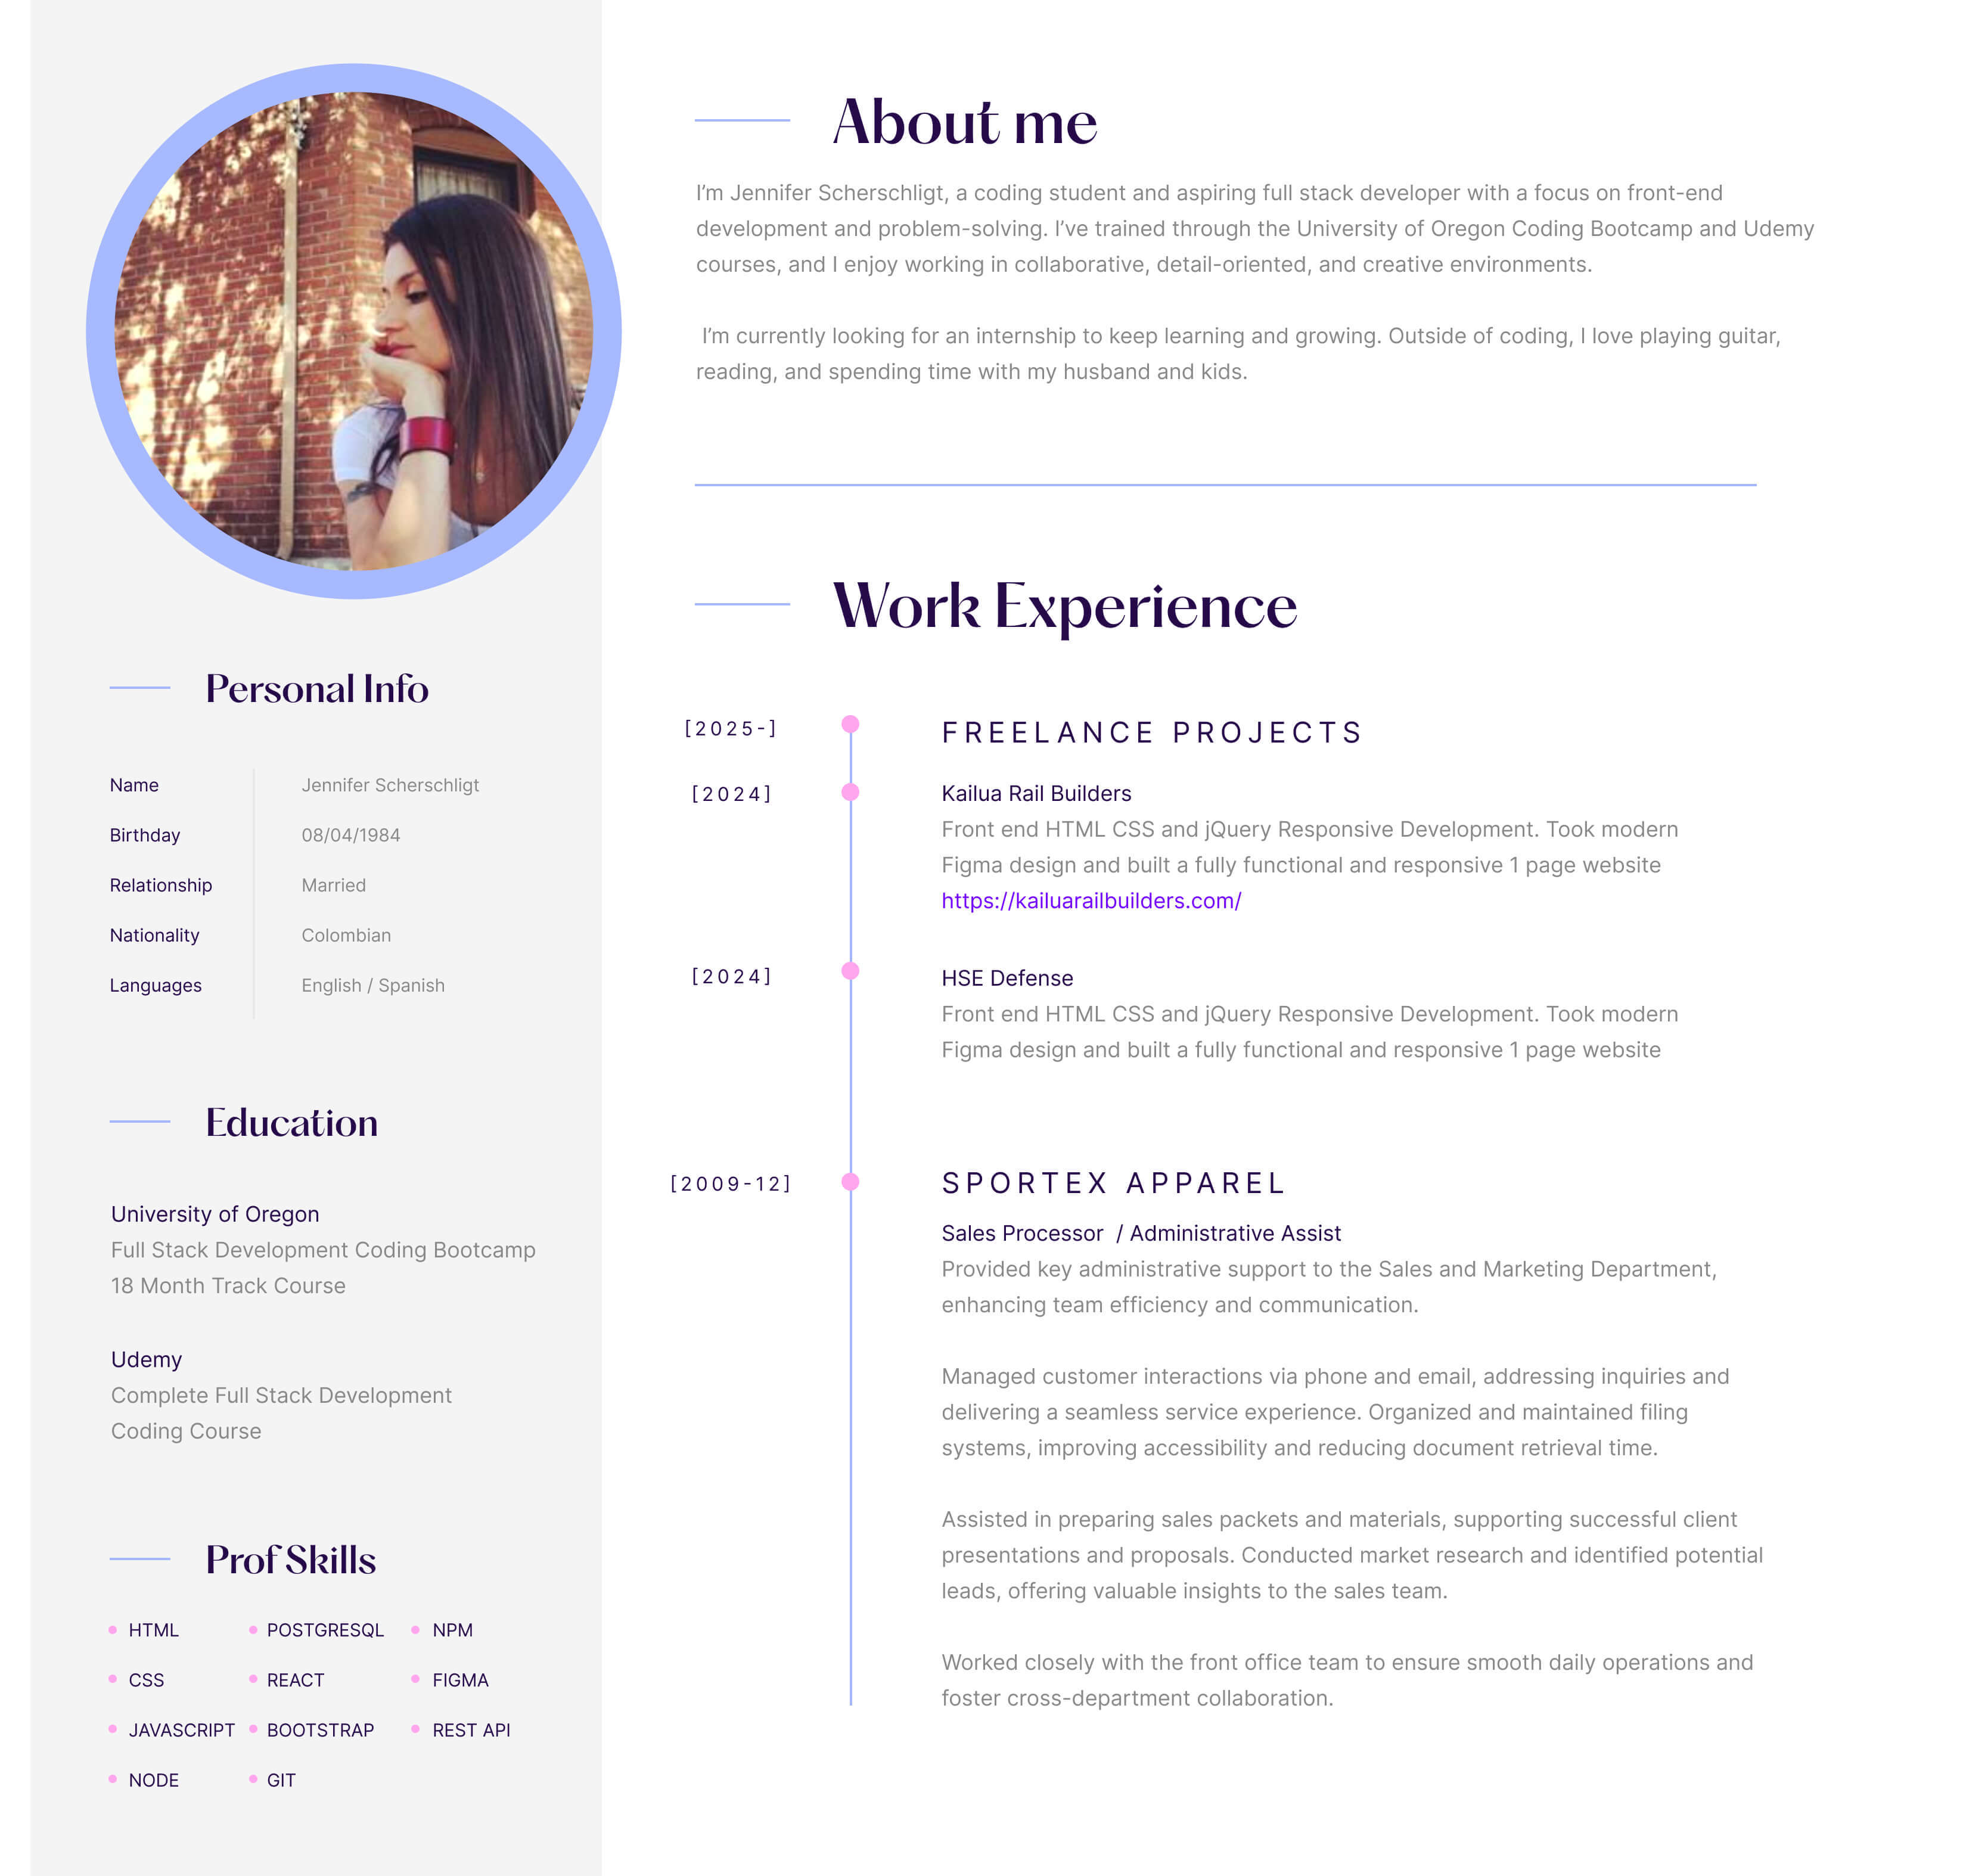 Personal Info
Name Jennifer Scherschligt
Birthday 08/04/1984
Relationship Married
Nationality Colombian
Languages English / Spanish
Education
University of Oregon
Full Stack Development Coding Bootcamp
18 Month Track Course
Udemy
Complete Full Stack Development
Coding Course
Prof Skills
HTML POSTGRESQL NPM
CSS REACT FIGMA
JAVASCRIPT BOOTSTRAP REST API
NODE GIT
About me
I’m Jennifer Scherschligt, a coding student and aspiring full stack developer with a focus on front-end
development and problem-solving. I’ve trained through the University of Oregon Coding Bootcamp and Udemy
courses, and I enjoy working in collaborative, detail-oriented, and creative environments.
I’m currently looking for an internship to keep learning and growing. Outside of coding, I love playing guitar,
reading, and spending time with my husband and kids.
Work Experience
[2025-] FREELANCE PROJECTS
[2024] Kailua Rail Builders
Front end HTML CSS and jQuery Responsive Development. Took modern
Figma design and built a fully functional and responsive 1 page website
https://kailuarailbuilders.com/
[2024] HSE Defense
Front end HTML CSS and jQuery Responsive Development. Took modern
Figma design and built a fully functional and responsive 1 page website
[2009-12] SPORTEX APPAREL
Sales Processor / Administrative Assist
Provided key administrative support to the Sales and Marketing Department,
enhancing team efficiency and communication.
Managed customer interactions via phone and email, addressing inquiries and
delivering a seamless service experience. Organized and maintained filing
systems, improving accessibility and reducing document retrieval time.
Assisted in preparing sales packets and materials, supporting successful client
presentations and proposals. Conducted market research and identified potential
leads, offering valuable insights to the sales team.
Worked closely with the front office team to ensure smooth daily operations and
foster cross-department collaboration.